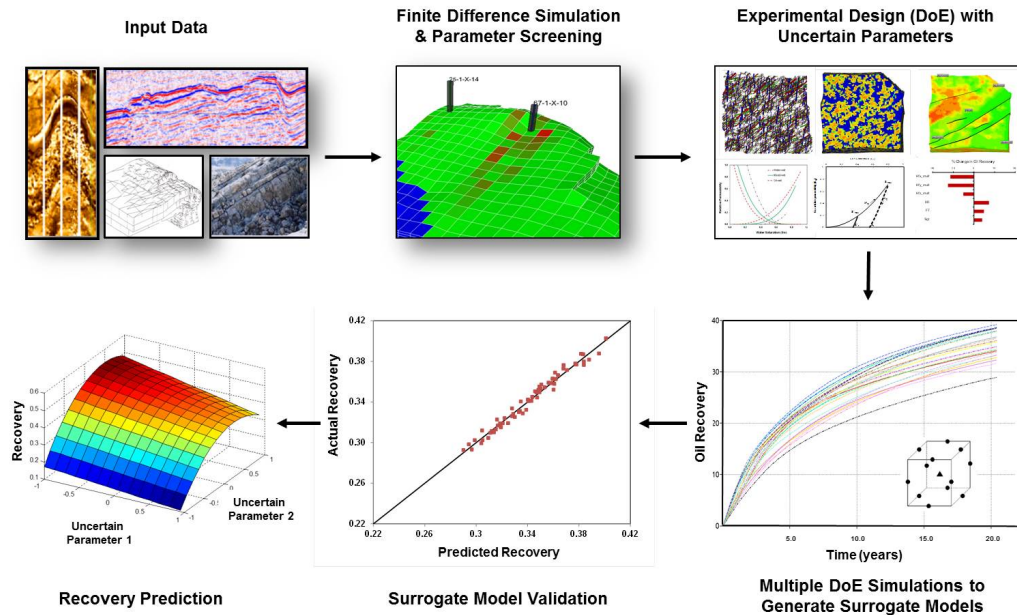 Input Data
Finite Difference Simulation
& Parameter Screening
Experimental Design (DoE) with
Uncertain Parameters
67-1-X-10
% Change in Oil Recovery
0.6
0.5
0.4
0.3
0.2
0.1
Recovery
-1
-0.5
0
0.5
1
Uncertain
Parameter 1
-1
-0.5
0
0.5
1
Uncertain
Parameter 2
Recovery Prediction
0.42
0.38
0.34
0.30
0.26
0.22
Actual Recovery
0.22
0.26
0.3
0.34
0.38
0.42
Predicted Recovery
Surrogate Model Validation
40
30
20
10
0
Oil Recovery
5.0
10.0
15.0
20.0
Time (years)
Multiple DoE Simulations to
Generate Surrogate Models